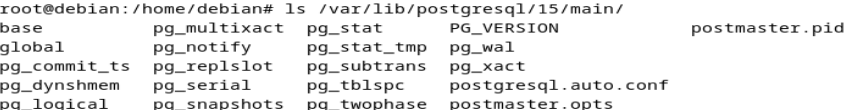 root@debian:/home/debian# ls /var/lib/postgresql/15/main/
base pg_multixact pg_stat PG_VERSION postmaster.pid
global pg_notify pg_stat_tmp pg_wal
pg_commit_ts pg_replslot pg_subtrans pg_xact
pg_dynshmem pg_serial pg_tblspc postgresql.auto.conf
pg_logical pg_snapshots pg_twophase postmaster.opts